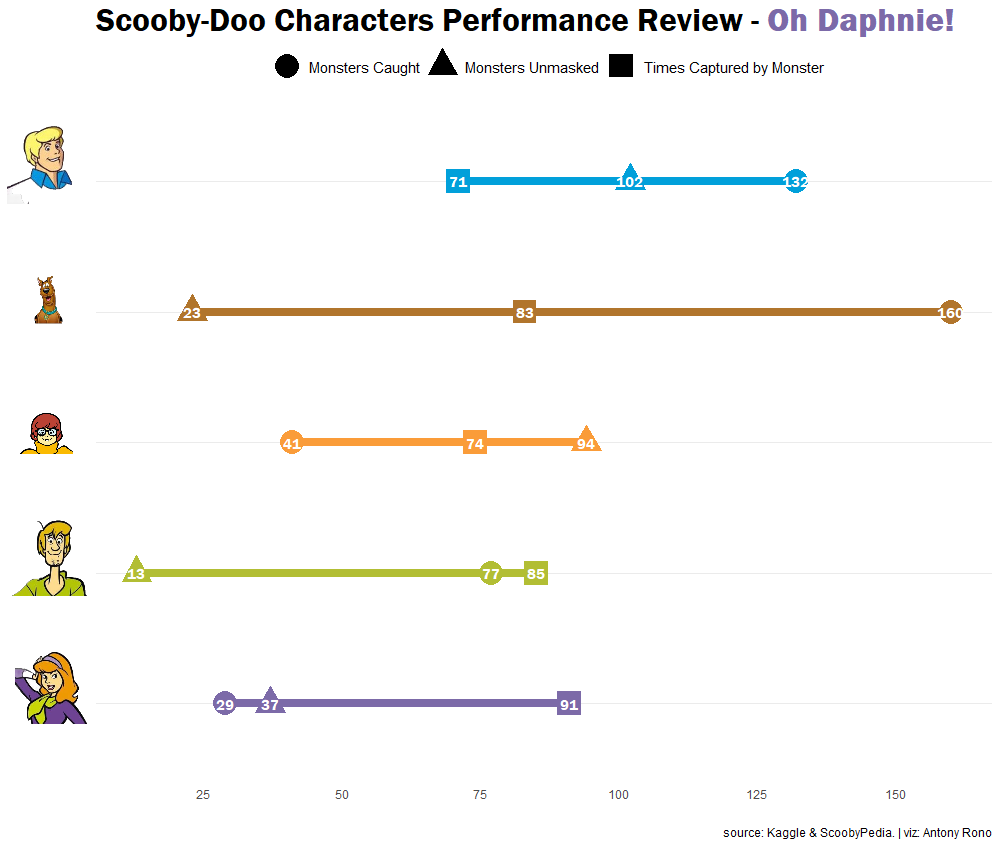 Scooby-Doo Characters Performance Review - Oh Daphnie!
Monsters Caught Monsters Unmasked Times Captured by Monster
71 102 132
23 83 160
41 74 94
13 77 85
29 37 91
25 50 75 100 125 150
source: Kaggle & ScoobyPedia. | viz: Antony Rono